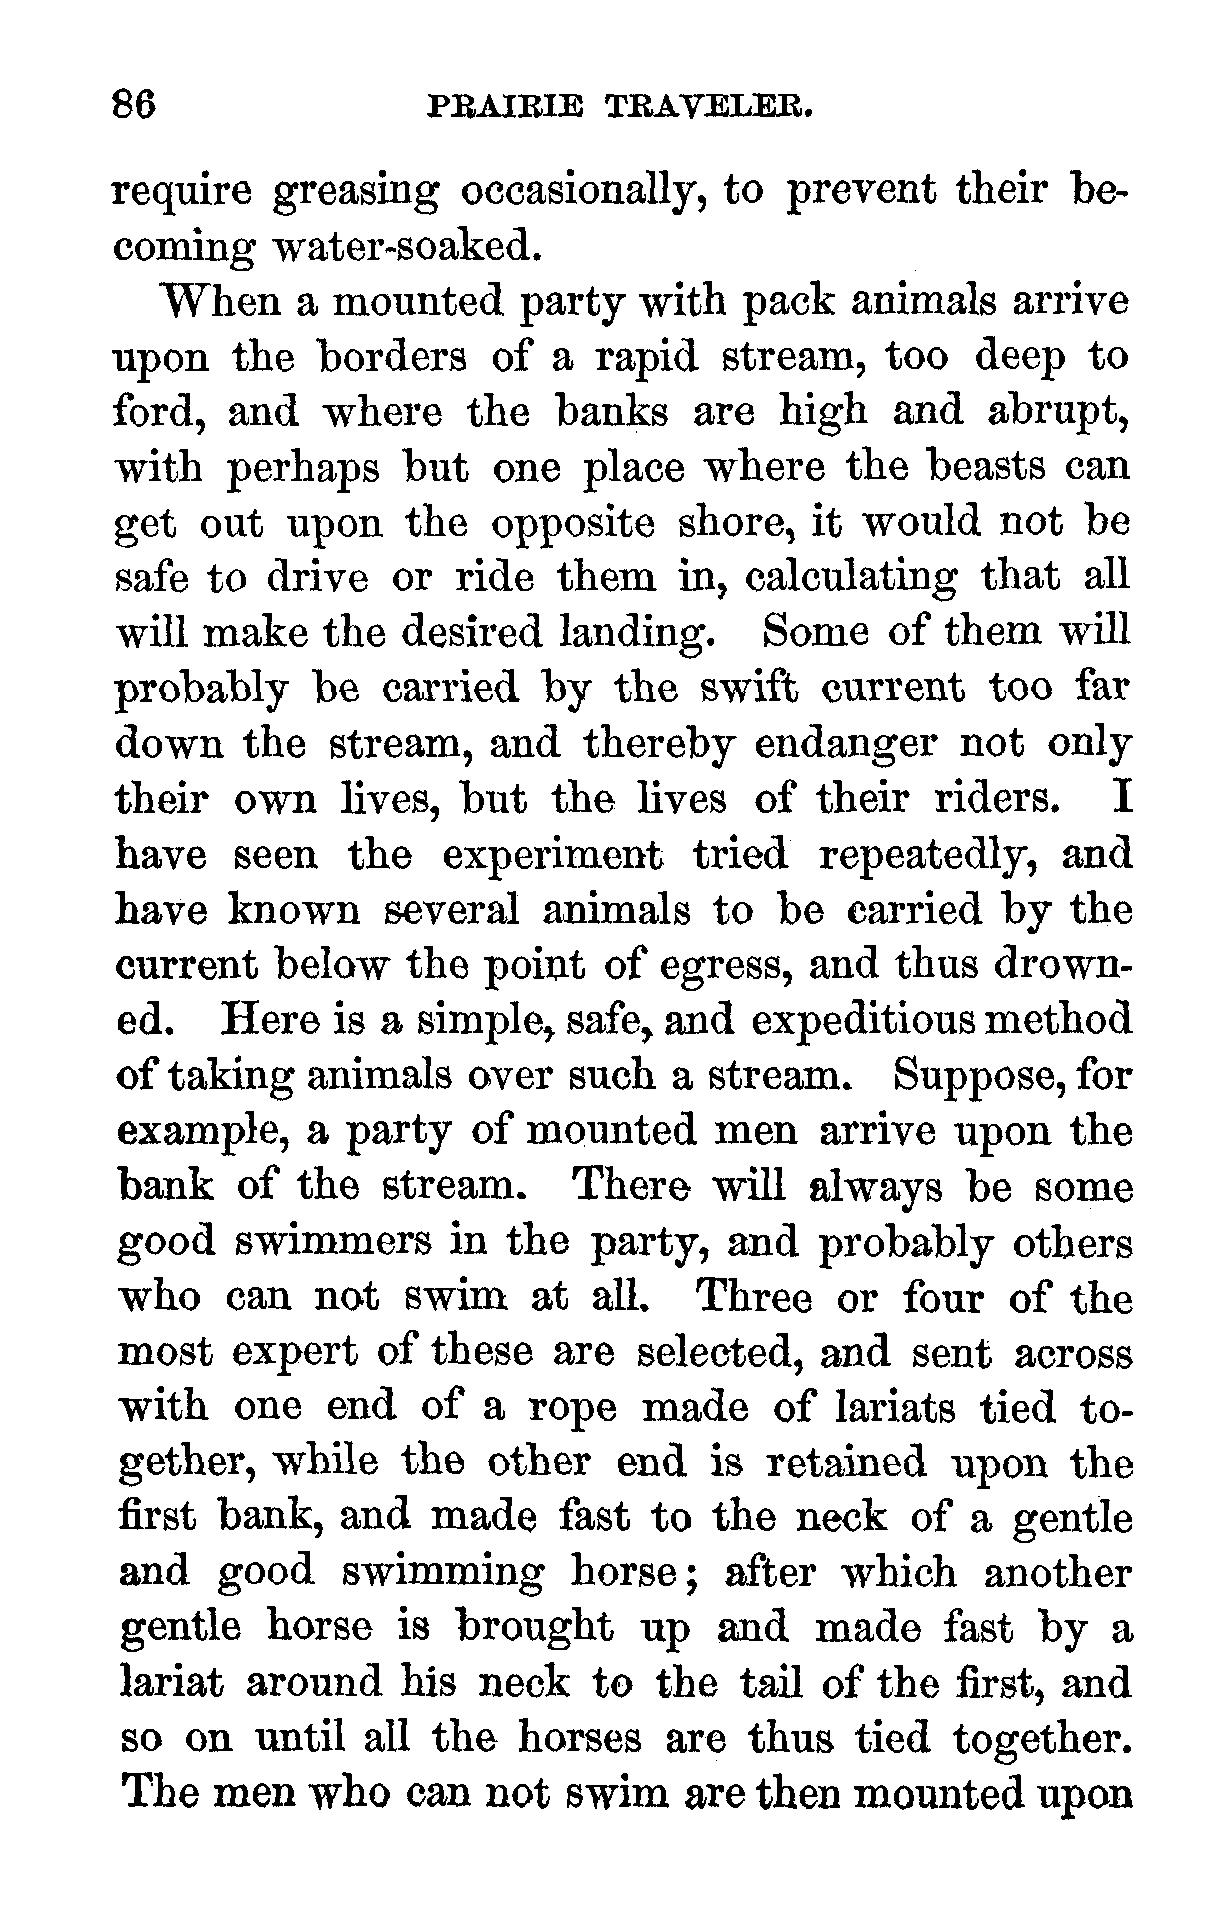 86 PRAIRIE TRAVELER.
require greasing occasionally, to prevent their be-
coming water-soaked.
When a mounted party with pack animals arrive
upon the borders of a rapid stream, too deep to
ford, and where the banks are high and abrupt,
with perhaps but one place where the beasts can
get out upon the opposite shore, it would not be
safe to drive or ride them in, calculating that all
will make the desired landing. Some of them will
probably be carried by the swift current too far
down the stream, and thereby endanger not only
their own lives, but the lives of their riders. I
have seen the experiment tried repeatedly, and
have known several animals to be carried by the
current below the point of egress, and thus drown-
ed. Here is a simple, safe, and expeditious method
of taking animals over such a stream. Suppose, for
example, a party of mounted men arrive upon the
bank of the stream. There will always be some
good swimmers in the party, and probably others
who can not swim at all. Three or four of the
most expert of these are selected, and sent across
with one end of a rope made of lariats tied to-
gether, while the other end is retained upon the
first bank, and made fast to the neck of a gentle
and good swimming horse; after which another
gentle horse is brought up and made fast by a
lariat around his neck to the tail of the first, and
so on until all the horses are thus tied together.
The men who can not swim are then mounted upon